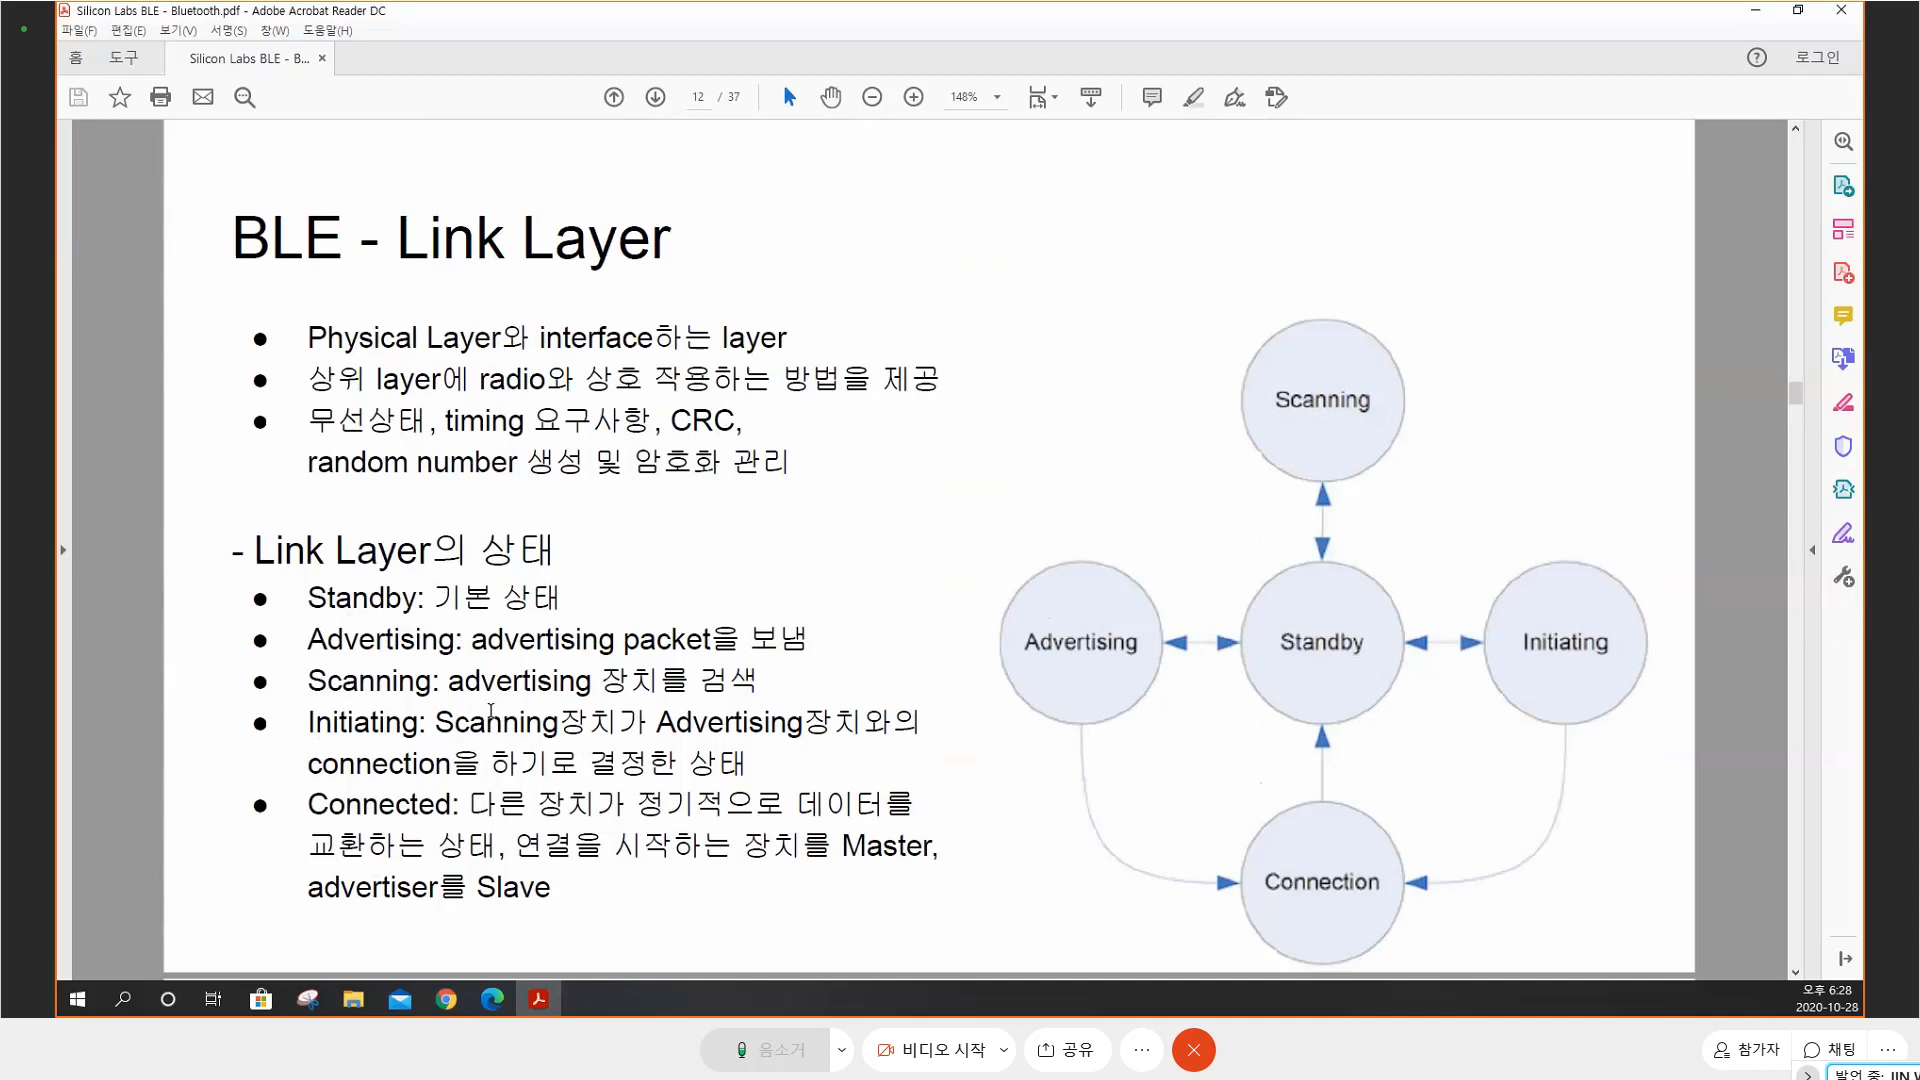 Silicon Labs BLE - Bluetooth.pdf - Adobe Acrobat Reader DC
파일(F) 편집(E) 보기(V) 서명(S) 창(W) 도움말(H)
홈 도구 Silicon Labs BLE - B... × 로그인
12 / 37 148%
BLE - Link Layer
● Physical Layer와 interface하는 layer
● 상위 layer에 radio와 상호 작용하는 방법을 제공
● 무선상태, timing 요구사항, CRC,
random number 생성 및 암호화 관리
- Link Layer의 상태
● Standby: 기본 상태
● Advertising: advertising packet을 보냄
● Scanning: advertising 장치를 검색
● Initiating: Scanning장치가 Advertising장치와의
connection을 하기로 결정한 상태
● Connected: 다른 장치가 정기적으로 데이터를
교환하는 상태, 연결을 시작하는 장치를 Master,
advertiser를 Slave
Scanning
Advertising
Standby
Initiating
Connection
오후 6:28
2020-10-28
음소거 비디오 시작 공유 ... 참가자 채팅 ...
발언 중: JIN